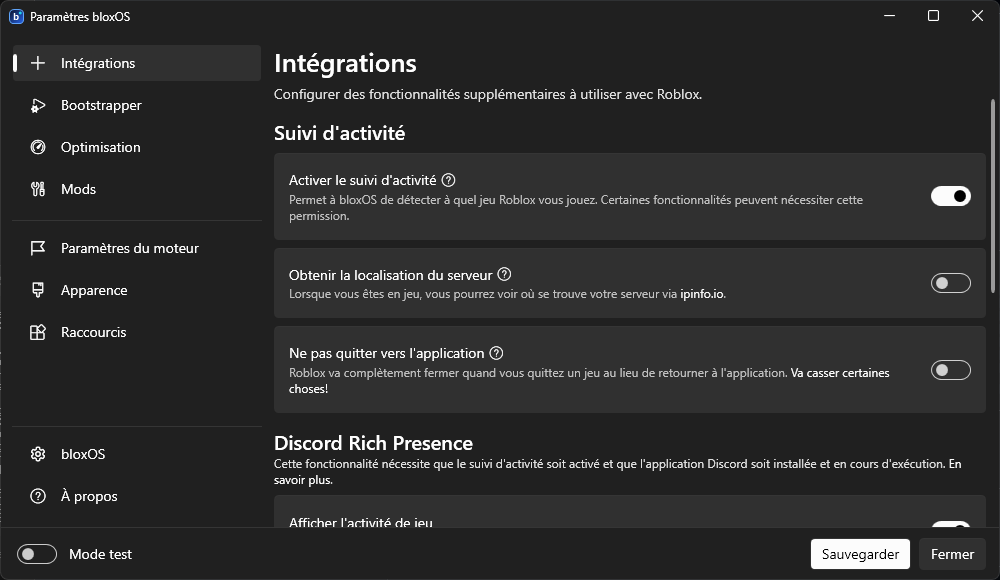 Paramètres bloxOS
Intégrations
Bootstrapper
Optimisation
Mods
Paramètres du moteur
Apparence
Raccourcis
bloxOS
À propos
Mode test
Intégrations
Configurer des fonctionnalités supplémentaires à utiliser avec Roblox.
Suivi d'activité
Activer le suivi d'activité
Permet à bloxOS de détecter à quel jeu Roblox vous jouez. Certaines fonctionnalités peuvent nécessiter cette
permission.
Obtenir la localisation du serveur
Lorsque vous êtes en jeu, vous pourrez voir où se trouve votre serveur via ipinfo.io.
Ne pas quitter vers l'application
Roblox va complètement fermer quand vous quittez un jeu au lieu de retourner à l'application. Va casser certaines
choses!
Discord Rich Presence
Cette fonctionnalité nécessite que le suivi d'activité soit activé et que l'application Discord soit installée et en cours d'exécution. En
savoir plus.
Afficher l'activité de jeu
Sauvegarder
Fermer